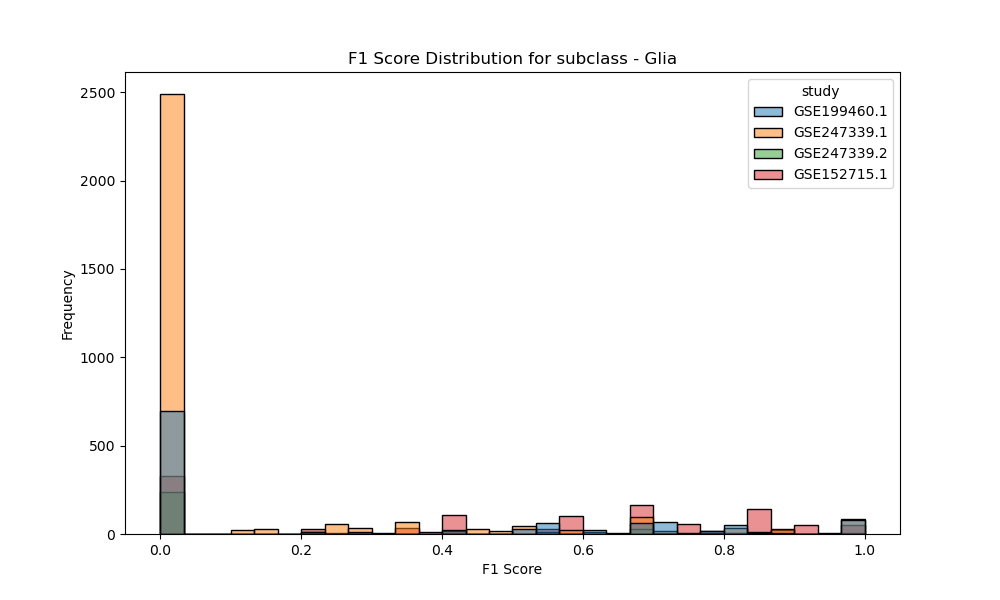 F1 Score Distribution for subclass - Glia
study
GSE199460.1
GSE247339.1
GSE247339.2
GSE152715.1
Frequency
2500
2000
1500
1000
500
0
0.0 0.2 0.4 0.6 0.8 1.0
F1 Score